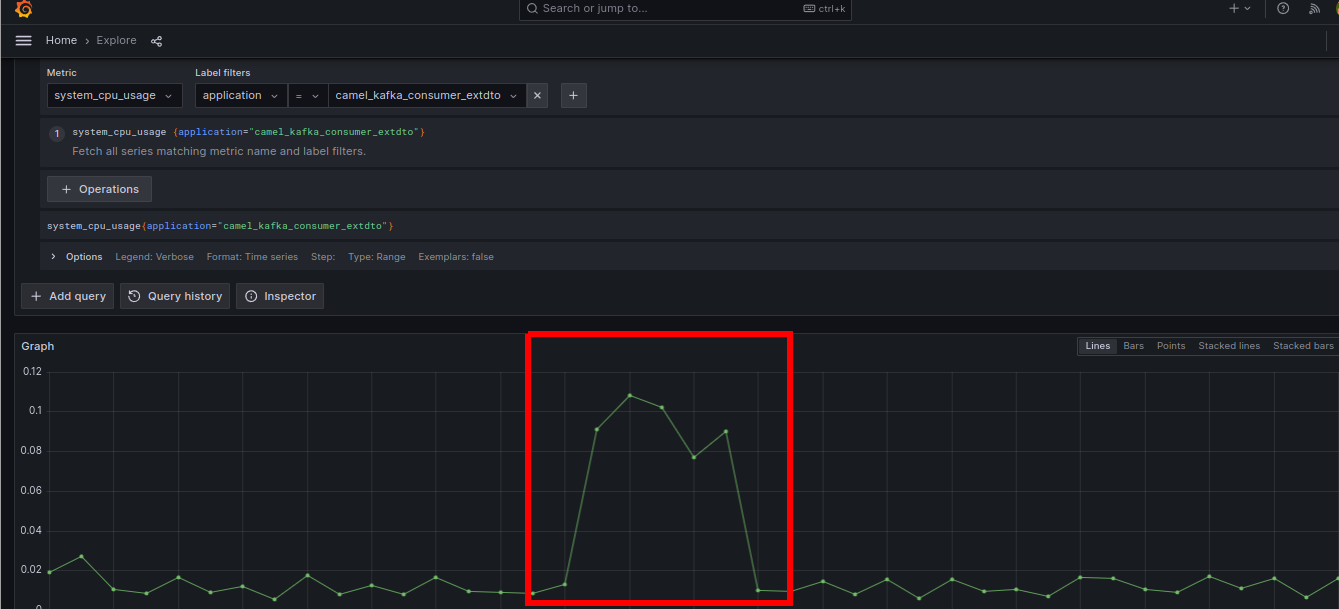 Search or jump to... ctrl+k
Home › Explore
Metric Label filters
system_cpu_usage application = camel_kafka_consumer_extdto
1 system_cpu_usage {application="camel_kafka_consumer_extdto"}
Fetch all series matching metric name and label filters.
+ Operations
system_cpu_usage{application="camel_kafka_consumer_extdto"}
Options Legend: Verbose Format: Time series Step: Type: Range Exemplars: false
+ Add query Query history Inspector
Graph Lines Bars Points Stacked lines Stacked bars
0.12
0.1
0.08
0.06
0.04
0.02